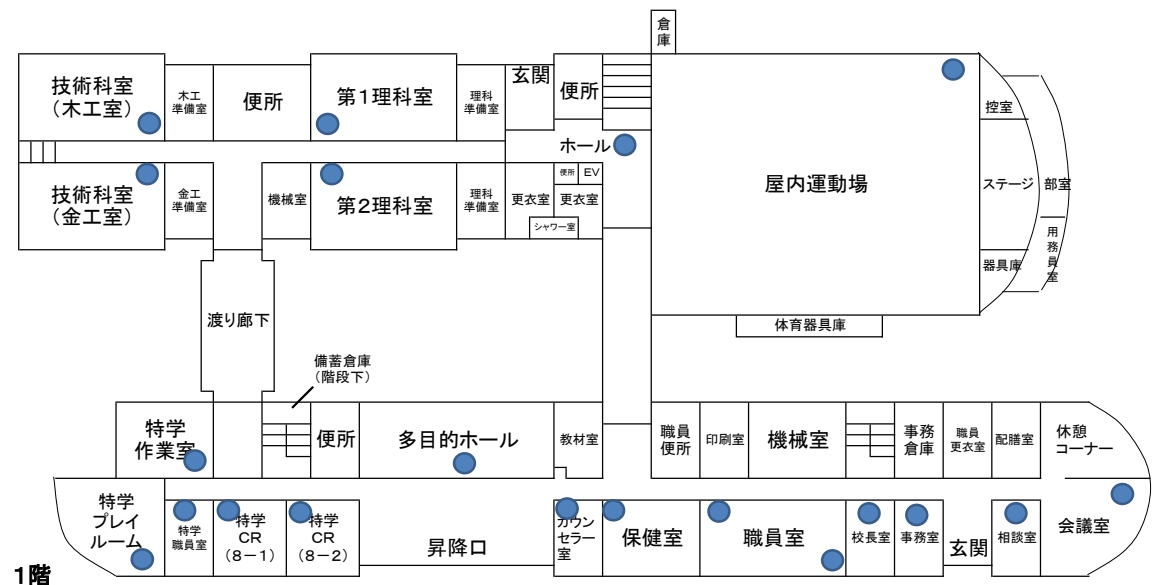 倉
庫
技術科室
（木工室）
木工
準備室
便所
第１理科室
理科
準備室
玄関
便所
ホール
屋内運動場
控室
ステージ
部室
用
務
員
室
器具庫
体育器具庫
技術科室
（金工室）
金工
準備室
機械室
第２理科室
理科
準備室
更衣室
便所
EV
更衣室
シャワー室
渡り廊下
備蓄倉庫
（階段下）
特学
作業室
便所
多目的ホール
教材室
職員
便所
印刷室
機械室
事務
倉庫
職員
更衣室
配膳室
休憩
コーナー
特学
プレイ
ルーム
特学
職員室
特学
CR
（８－１）
特学
CR
（８－２）
昇降口
カウン
セラー
室
保健室
職員室
校長室
事務室
玄関
相談室
会議室
1階